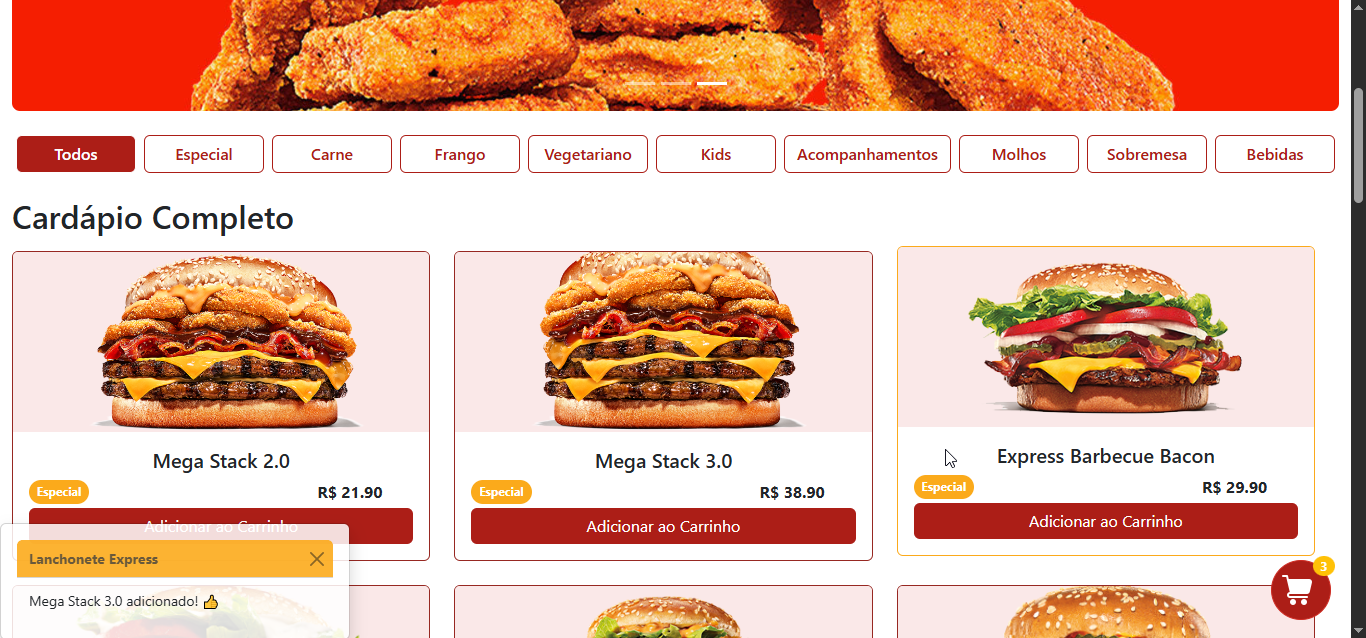 Todos
Especial
Carne
Frango
Vegetariano
Kids
Acompanhamentos
Molhos
Sobremesa
Bebidas
Cardápio Completo
Mega Stack 2.0
Especial
R$ 21.90
Adicionar ao Carrinho
Mega Stack 3.0
Especial
R$ 38.90
Adicionar ao Carrinho
Express Barbecue Bacon
Especial
R$ 29.90
Adicionar ao Carrinho
Lanchonete Express
Mega Stack 3.0 adicionado! 👍
3